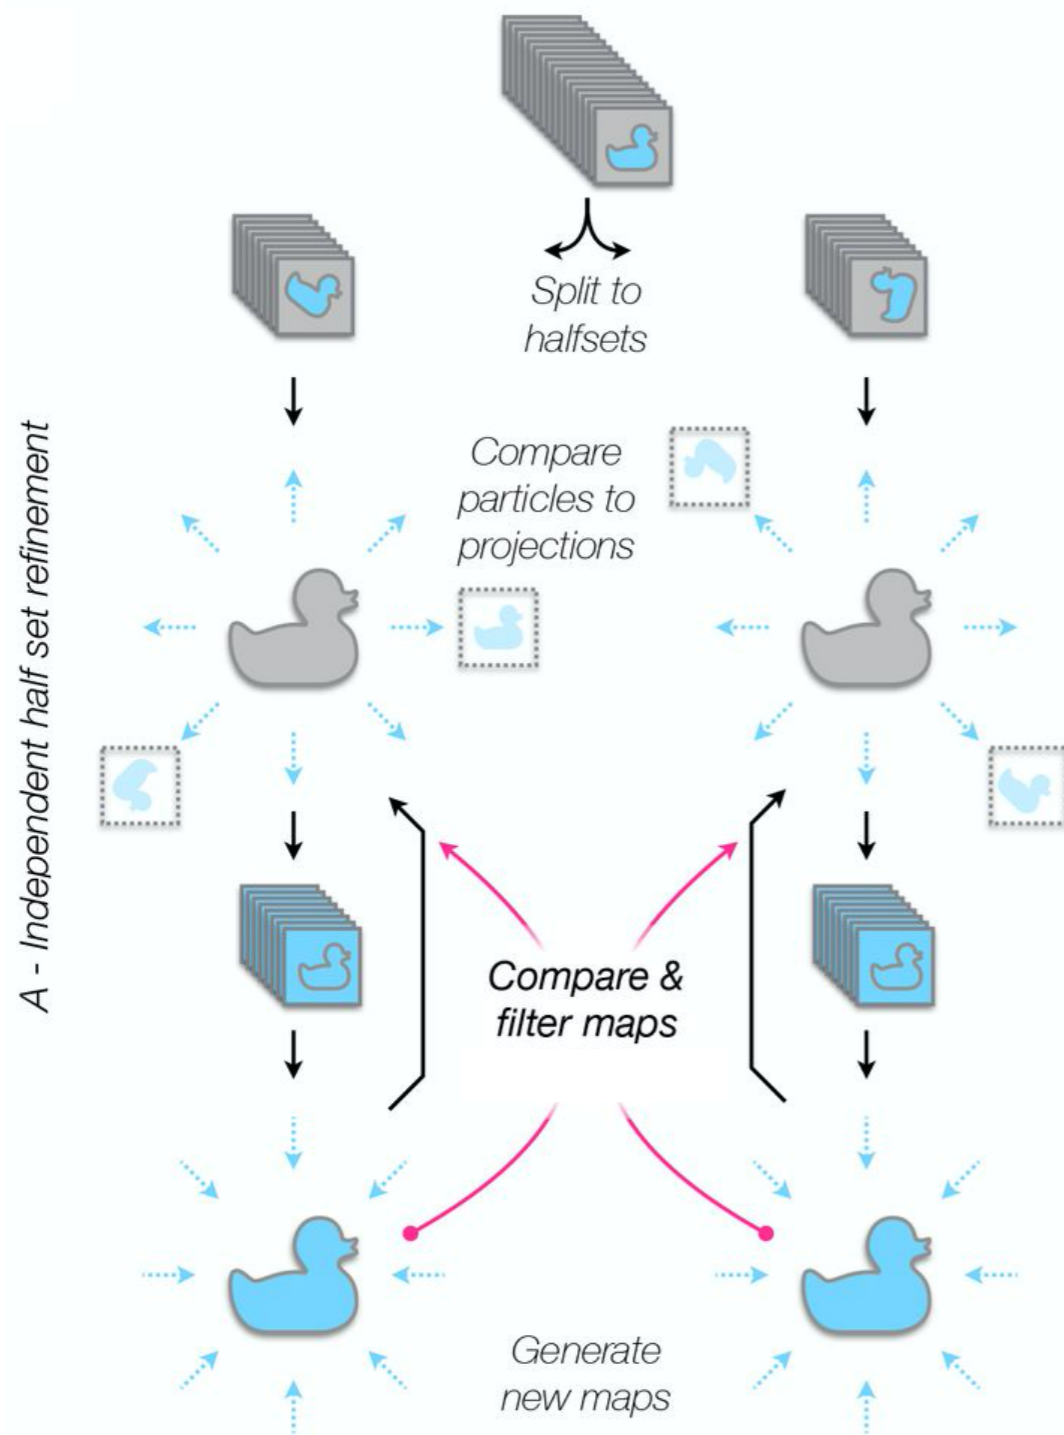 Split to
halfsets
Compare
particles to
projections
A - Independent half set refinement
Compare &
filter maps
Generate
new maps